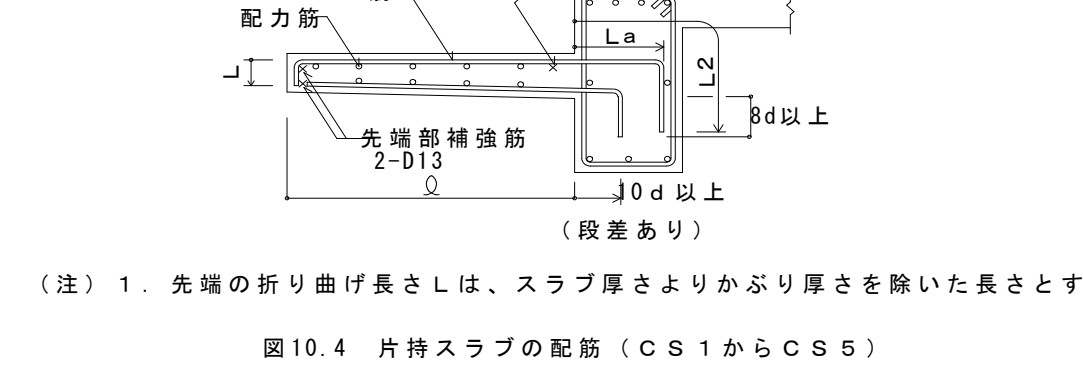 配力筋
La
L
L2
8d以上
先端部補強筋
2-D13
ℓ
10d以上
(段差あり)
(注) 1. 先端の折り曲げ長さLは、スラブ厚さよりかぶり厚さを除いた長さとす
図10.4 片持スラブの配筋(CS1からCS5)